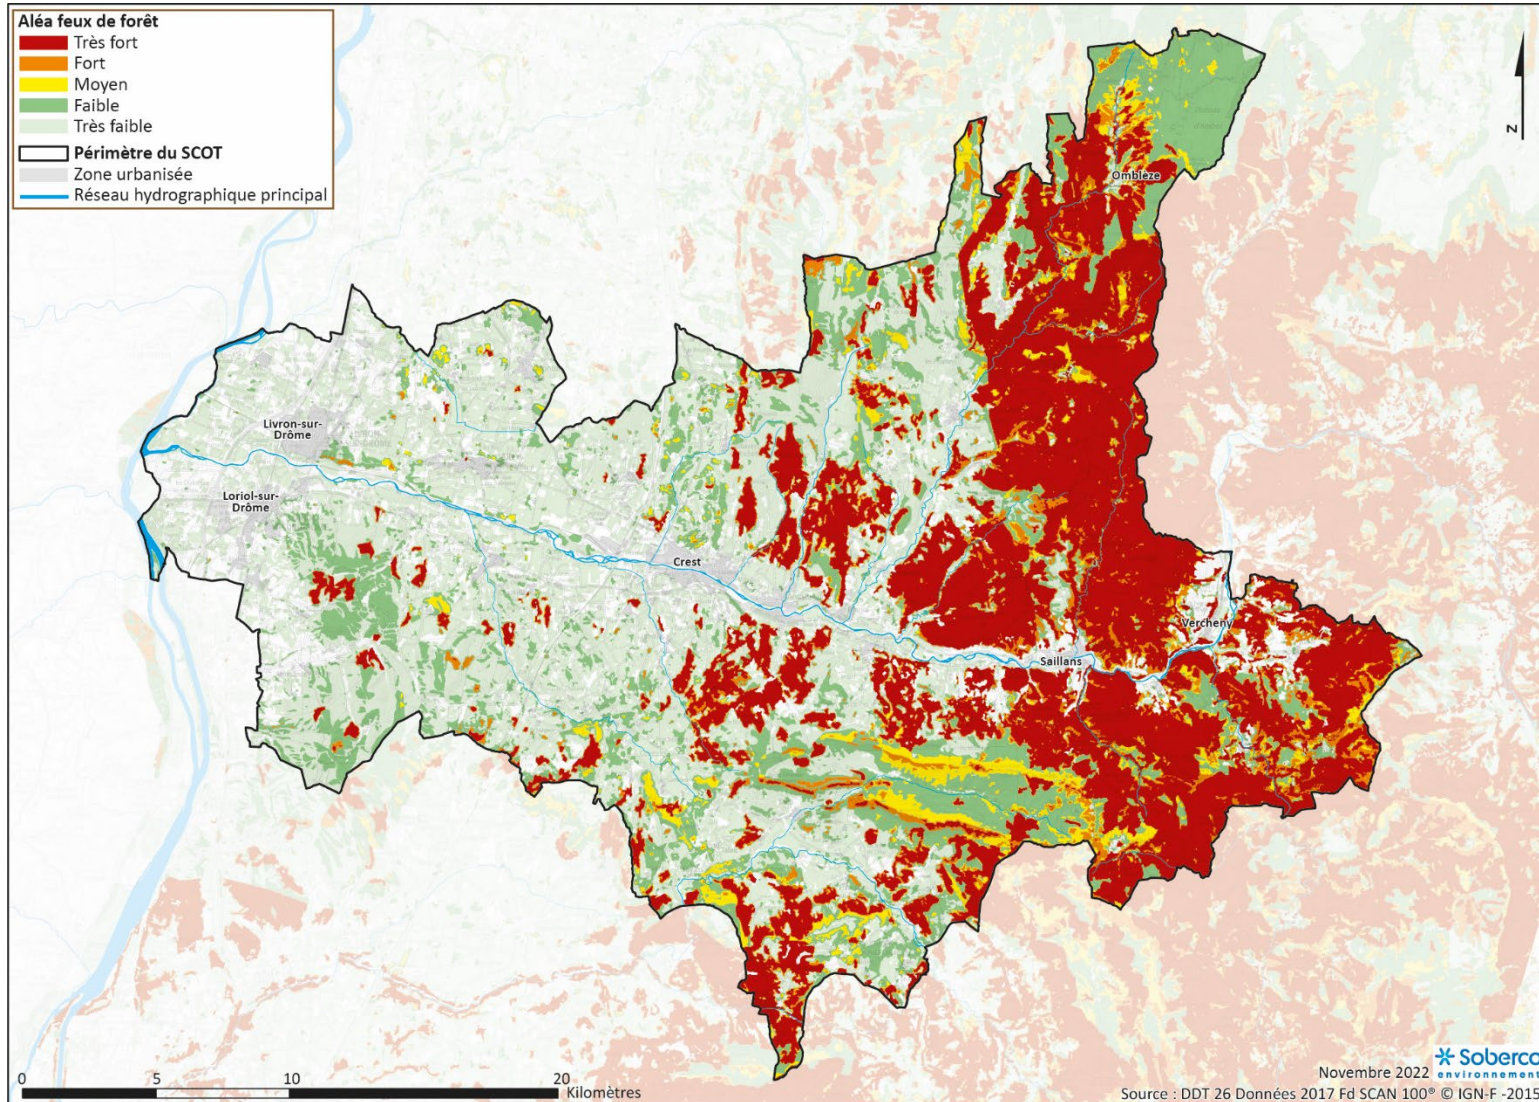 Aléa feux de forêt
Très fort
Fort
Moyen
Faible
Très faible
Périmètre du SCOT
Zone urbanisée
Réseau hydrographique principal
N
Omblèze
Livron-sur-
Drôme
Loriol-sur-
Drôme
Crest
Vercheny
Saillans
0 5 10 20
Kilomètres
Soberco
environnement
Novembre 2022
Source : DDT 26 Données 2017 Fd SCAN 100® © IGN-F -2015